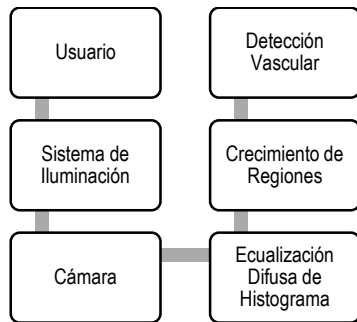 Usuario
Sistema de
Iluminación
Cámara
Detección
Vascular
Crecimiento de
Regiones
Ecualización
Difusa de
Histograma